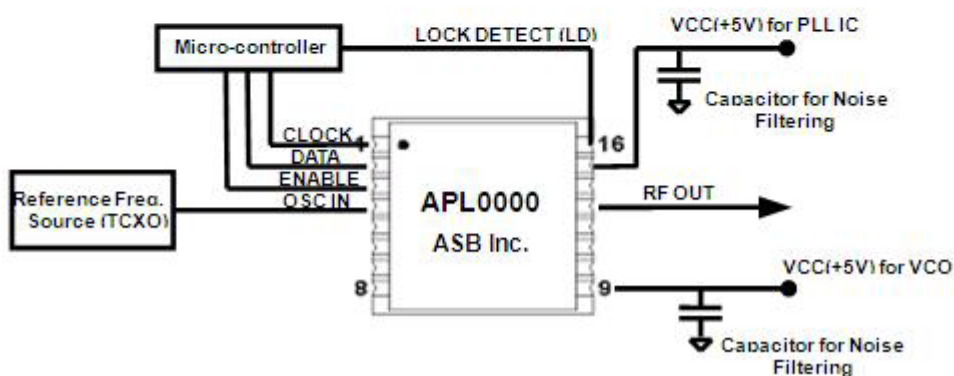 Micro-controller
LOCK DETECT (LD)
VCC(+5V) for PLL IC
Capacitor for Noise
Filtering
CLOCK
1
16
DATA
ENABLE
OSC IN
Reference Freq.
Source (TCXO)
APL0000
ASB Inc.
RF OUT
8
9
VCC(+5V) for VCO
Capacitor for Noise
Filtering